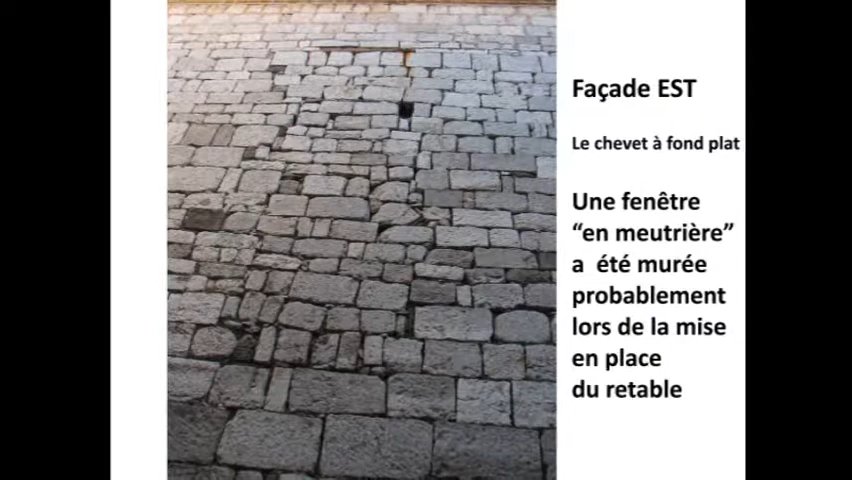 Façade EST
Le chevet à fond plat
Une fenêtre
“en meutrière”
a été murée
probablement
lors de la mise
en place
du retable